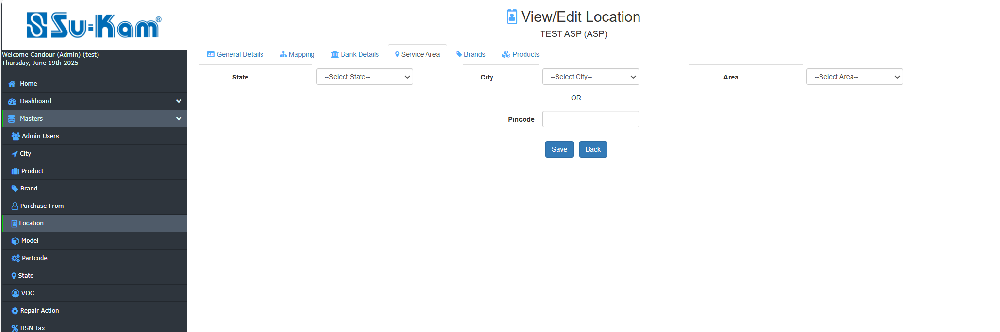 Su-Kam®
Welcome Candour (Admin) (test)
Thursday, June 19th 2025
Home
Dashboard
Masters
Admin Users
City
Product
Brand
Purchase From
Location
Model
Partcode
State
VOC
Repair Action
HSN Tax
View/Edit Location
TEST ASP (ASP)
General Details Mapping Bank Details Service Area Brands Products
State --Select State-- City --Select City-- Area --Select Area--
OR
Pincode
Save Back